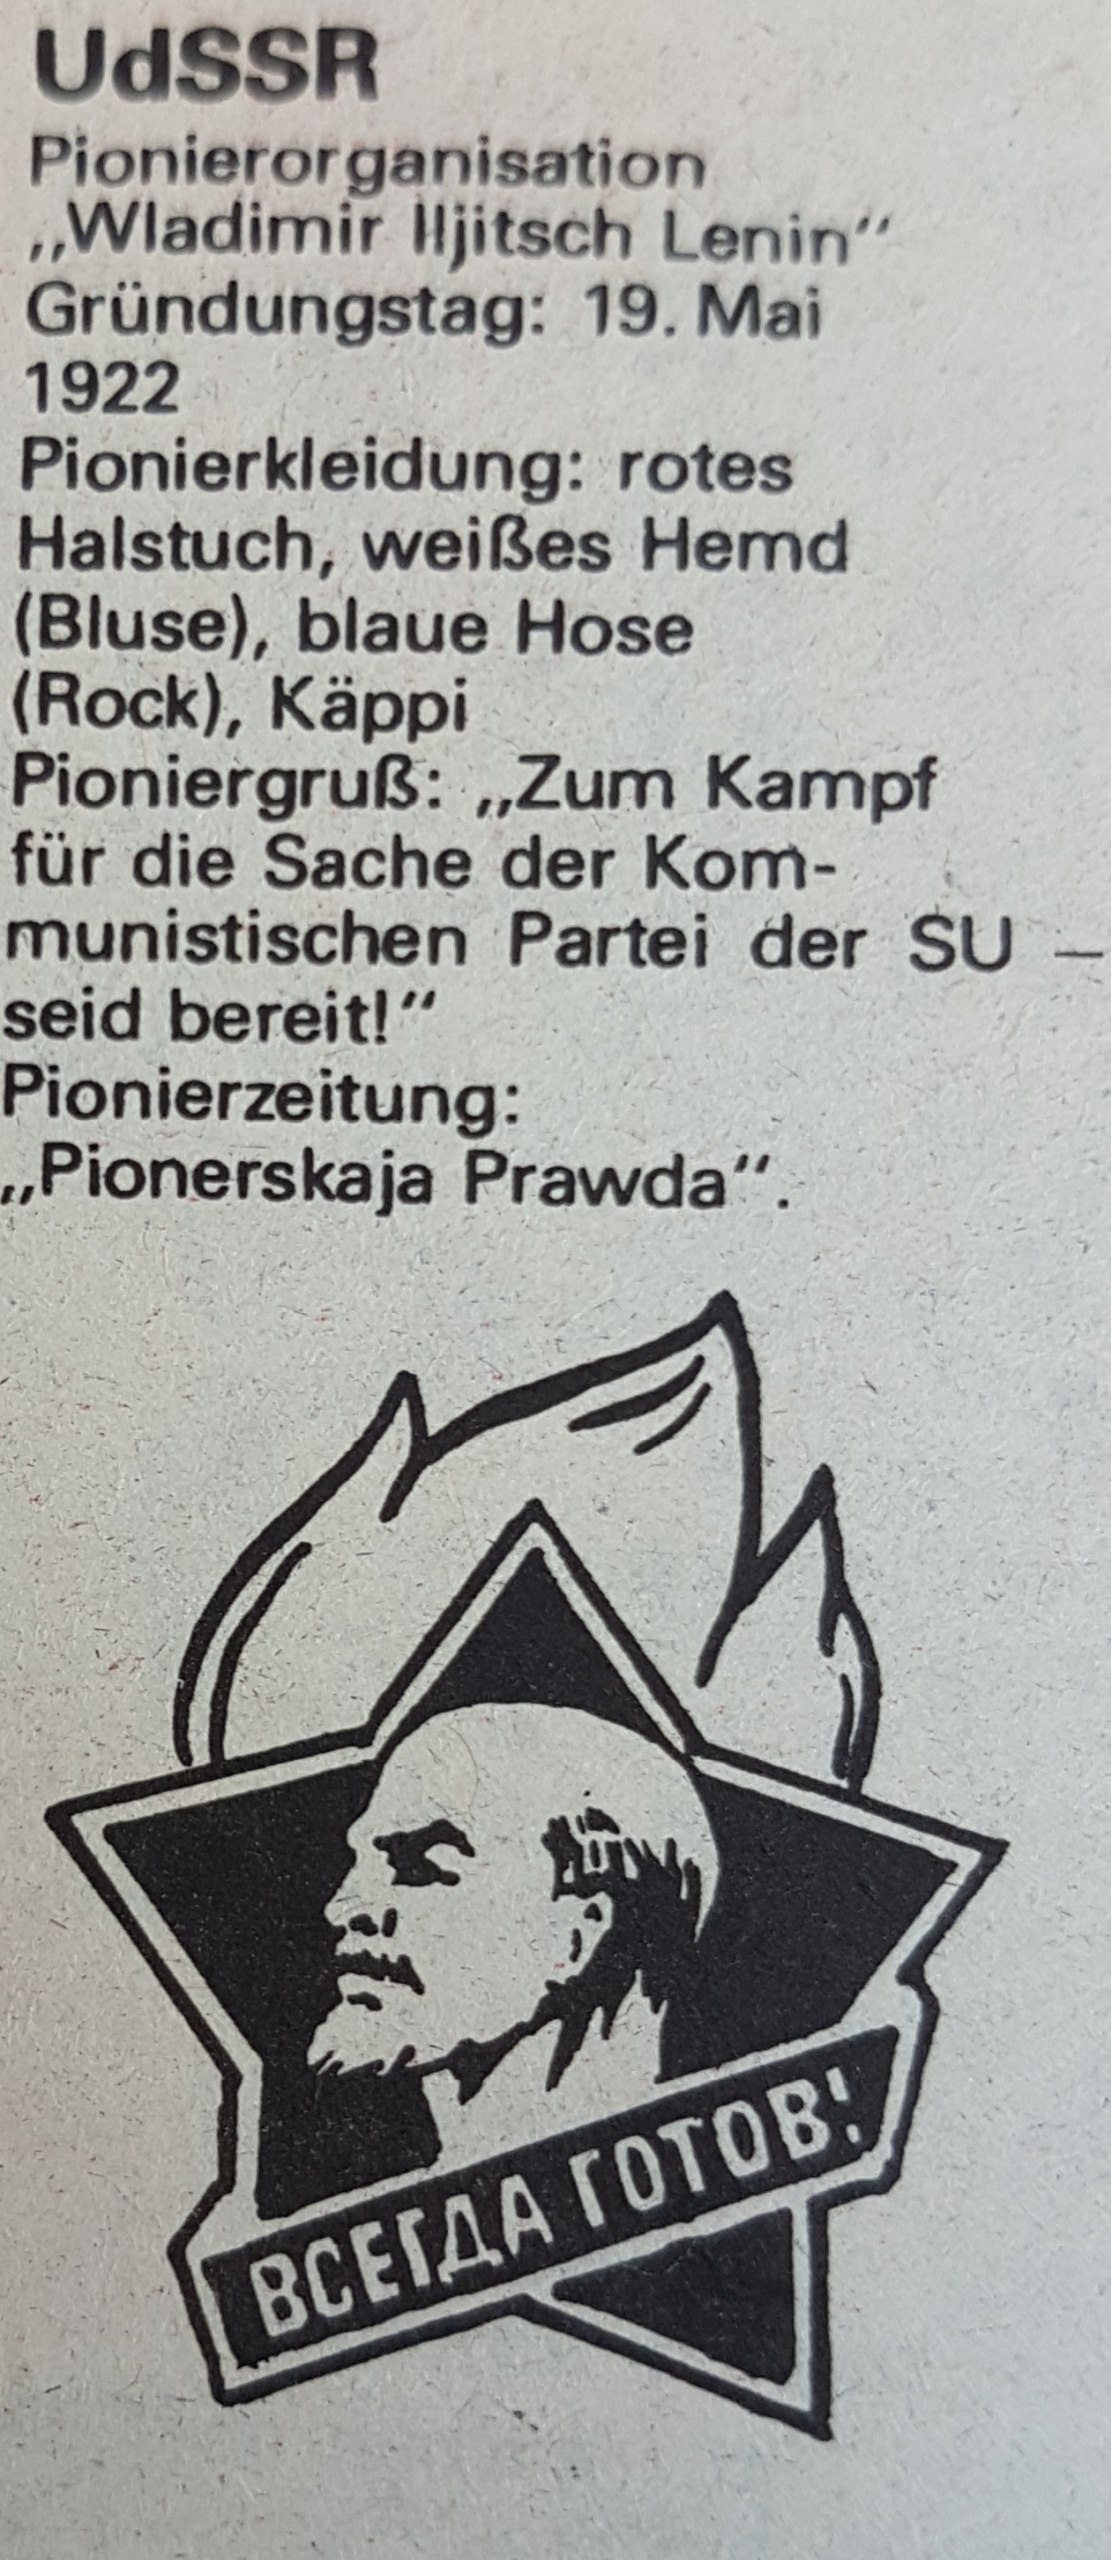 UdSSR
Pionierorganisation
,,Wladimir Iljitsch Lenin“
Gründungstag: 19. Mai
1922
Pionierkleidung: rotes
Halstuch, weißes Hemd
(Bluse), blaue Hose
(Rock), Käppi
Pioniergruß: ,,Zum Kampf
für die Sache der Kom-
munistischen Partei der SU –
seid bereit!“
Pionierzeitung:
,,Pionerskaja Prawda“.
ВСЕГДА ГОТОВ!